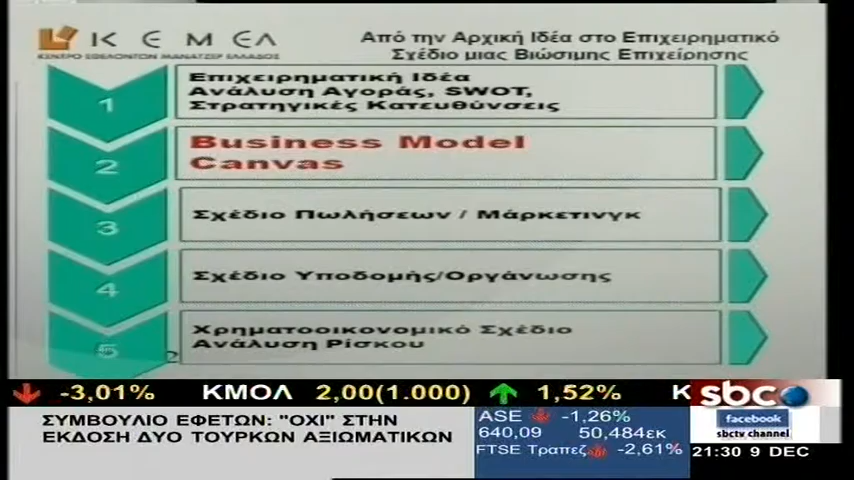 ΚΕΜΕΛ
ΚΕΝΤΡΟ ΕΘΕΛΟΝΤΩΝ ΜΑΝΑΤΖΕΡ ΕΛΛΑΔΟΣ
Από την Αρχική Ιδέα στο Επιχειρηματικό
Σχέδιο μιας Βιώσιμης Επιχείρησης
1
Επιχειρηματική Ιδέα
Ανάλυση Αγοράς, SWOT,
Στρατηγικές Κατευθύνσεις
2
Business Model
Canvas
3
Σχέδιο Πωλήσεων / Μάρκετινγκ
4
Σχέδιο Υποδομής/Οργάνωσης
5
Χρηματοοικονομικό Σχέδιο
Ανάλυση Ρίσκου
2
-3,01% ΚΜΟΛ 2,00(1.000) 1,52% Κ
sbc
ΣΥΜΒΟΥΛΙΟ ΕΦΕΤΩΝ: "ΟΧΙ" ΣΤΗΝ
ΕΚΔΟΣΗ ΔΥΟ ΤΟΥΡΚΩΝ ΑΞΙΩΜΑΤΙΚΩΝ
ASE -1,26%
640,09 50,484εκ
FTSE Τραπεζ -2,61%
facebook
sbctv channel
21:30 9 DEC